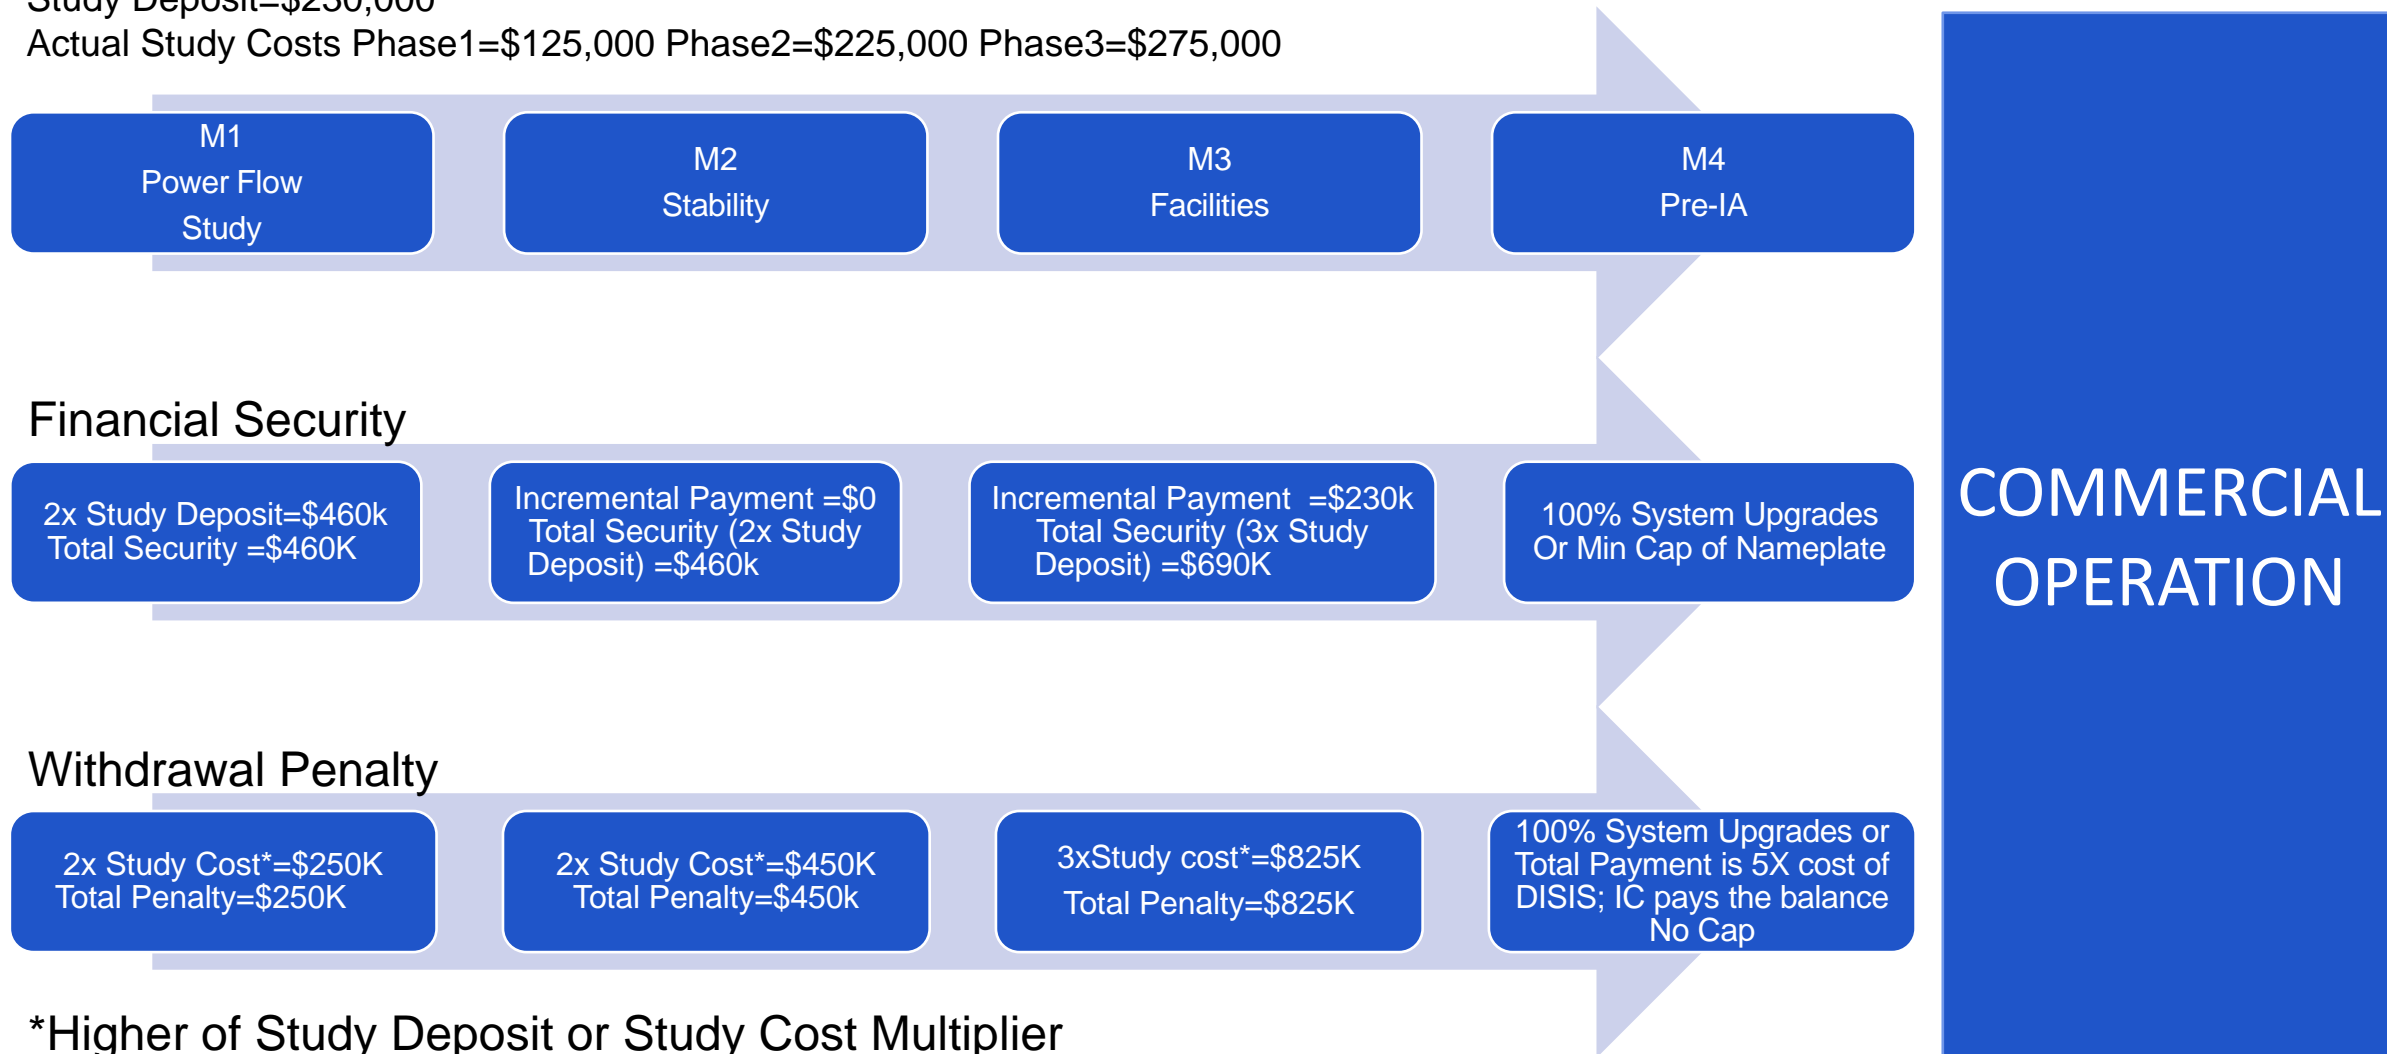 Study Deposit=$230,000
Actual Study Costs Phase1=$125,000 Phase2=$225,000 Phase3=$275,000
M1
Power Flow
Study
M2
Stability
M3
Facilities
M4
Pre-IA
Financial Security
2x Study Deposit=$460k
Total Security =$460K
Incremental Payment =$0
Total Security (2x Study
Deposit) =$460k
Incremental Payment  =$230k
Total Security (3x Study
Deposit) =$690K
100% System Upgrades
Or Min Cap of Nameplate
COMMERCIAL
OPERATION
Withdrawal Penalty
2x Study Cost*=$250K
Total Penalty=$250K
2x Study Cost*=$450K
Total Penalty=$450k
3xStudy cost*=$825K
Total Penalty=$825K
100% System Upgrades or
Total Payment is 5X cost of
DISIS; IC pays the balance
No Cap
*Higher of Study Deposit or Study Cost Multiplier